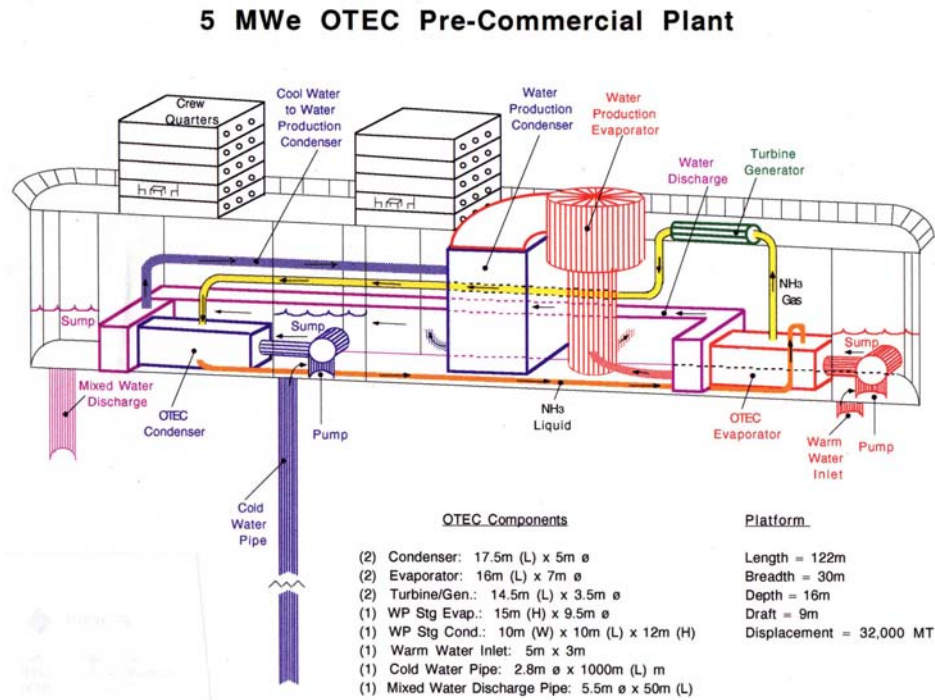 5 MWe OTEC Pre-Commercial Plant
Crew
Quarters
Cool Water
to Water
Production
Condenser
Water
Production
Condenser
Water
Production
Evaporator
Water
Discharge
Turbine
Generator
NH3
Gas
Sump
Sump
Sump
Mixed Water
Discharge
OTEC
Condenser
Pump
NH3
Liquid
OTEC
Evaporator
Warm
Water
Inlet
Pump
Cold
Water
Pipe
OTEC Components
(2) Condenser: 17.5m (L) x 5m ø
(2) Evaporator: 16m (L) x 7m ø
(2) Turbine/Gen.: 14.5m (L) x 3.5m ø
(1) WP Stg Evap.: 15m (H) x 9.5m ø
(1) WP Stg Cond.: 10m (W) x 10m (L) x 12m (H)
(1) Warm Water Inlet: 5m x 3m
(1) Cold Water Pipe: 2.8m ø x 1000m (L) m
(1) Mixed Water Discharge Pipe: 5.5m ø x 50m (L)
Platform
Length = 122m
Breadth = 30m
Depth = 16m
Draft = 9m
Displacement = 32,000 MT